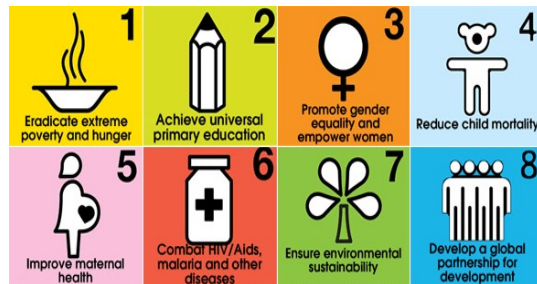 1
Eradicate extreme
poverty and hunger
2
Achieve universal
primary education
3
Promote gender
equality and
empower women
4
Reduce child mortality
5
Improve maternal
health
6
Combat HIV/Aids,
malaria and other
diseases
7
Ensure environmental
sustainability
8
Develop a global
partnership for
development